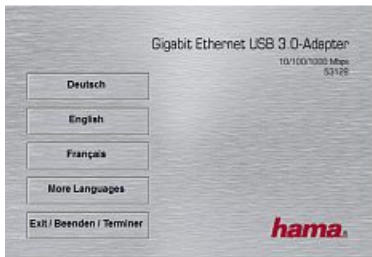 Gigabit Ethernet USB 3.0-Adapter
10/100/1000 Mbps
53129
Deutsch
English
Français
More Languages
Exit / Beenden / Terminer
hama